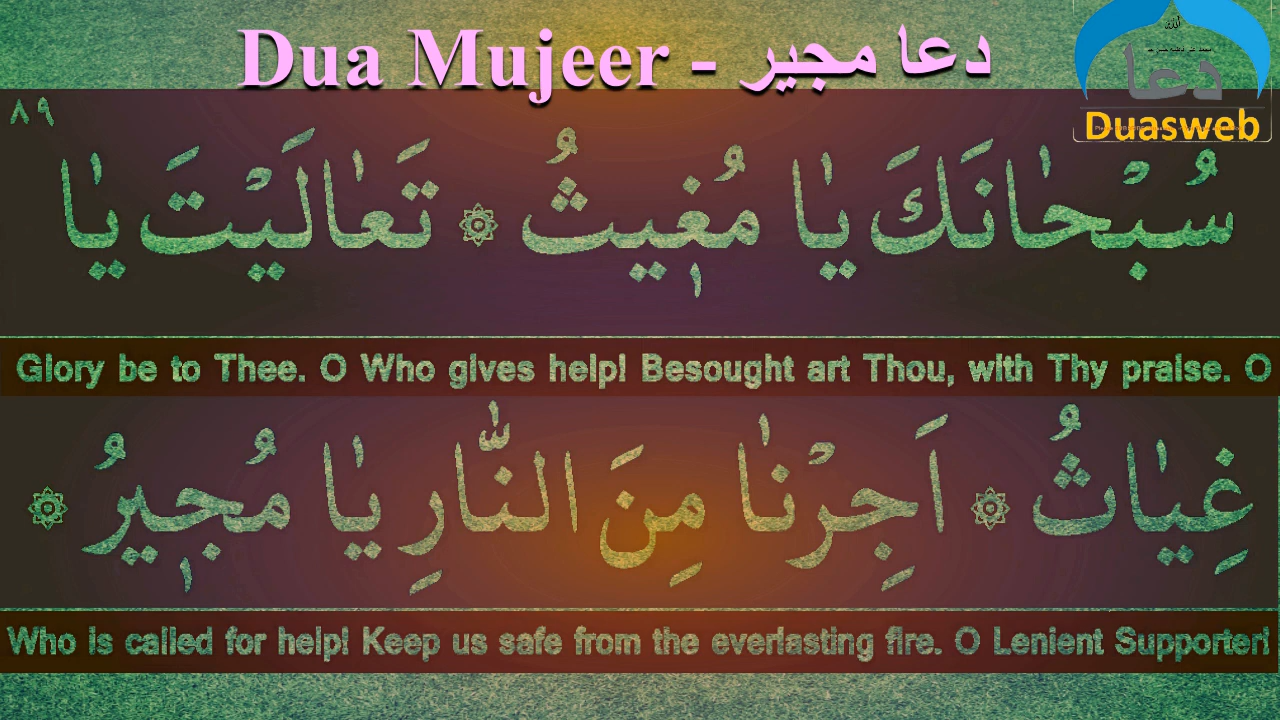 Dua Mujeer - دعا مجير
دعا
Duasweb
٨٩
سُبْحٰانَكَ يٰا مُغٖيثُ ۞ تَعٰالَيْتَ يٰا
Glory be to Thee. O Who gives help! Besought art Thou, with Thy praise. O
غِيٰاثُ ۞ اَجِرْنٰا مِنَ النّٰارِ يٰا مُجٖيرُ ۞
Who is called for help! Keep us safe from the everlasting fire. O Lenient Supporter!